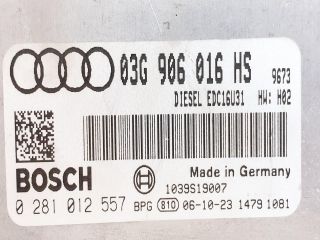 03G 906 016 HS 9673
DIESEL EDC16U31 HW: H02
BOSCH Made in Germany
1039S19007
0 281 012 557 BPG 810 06-10-23 1479 1081